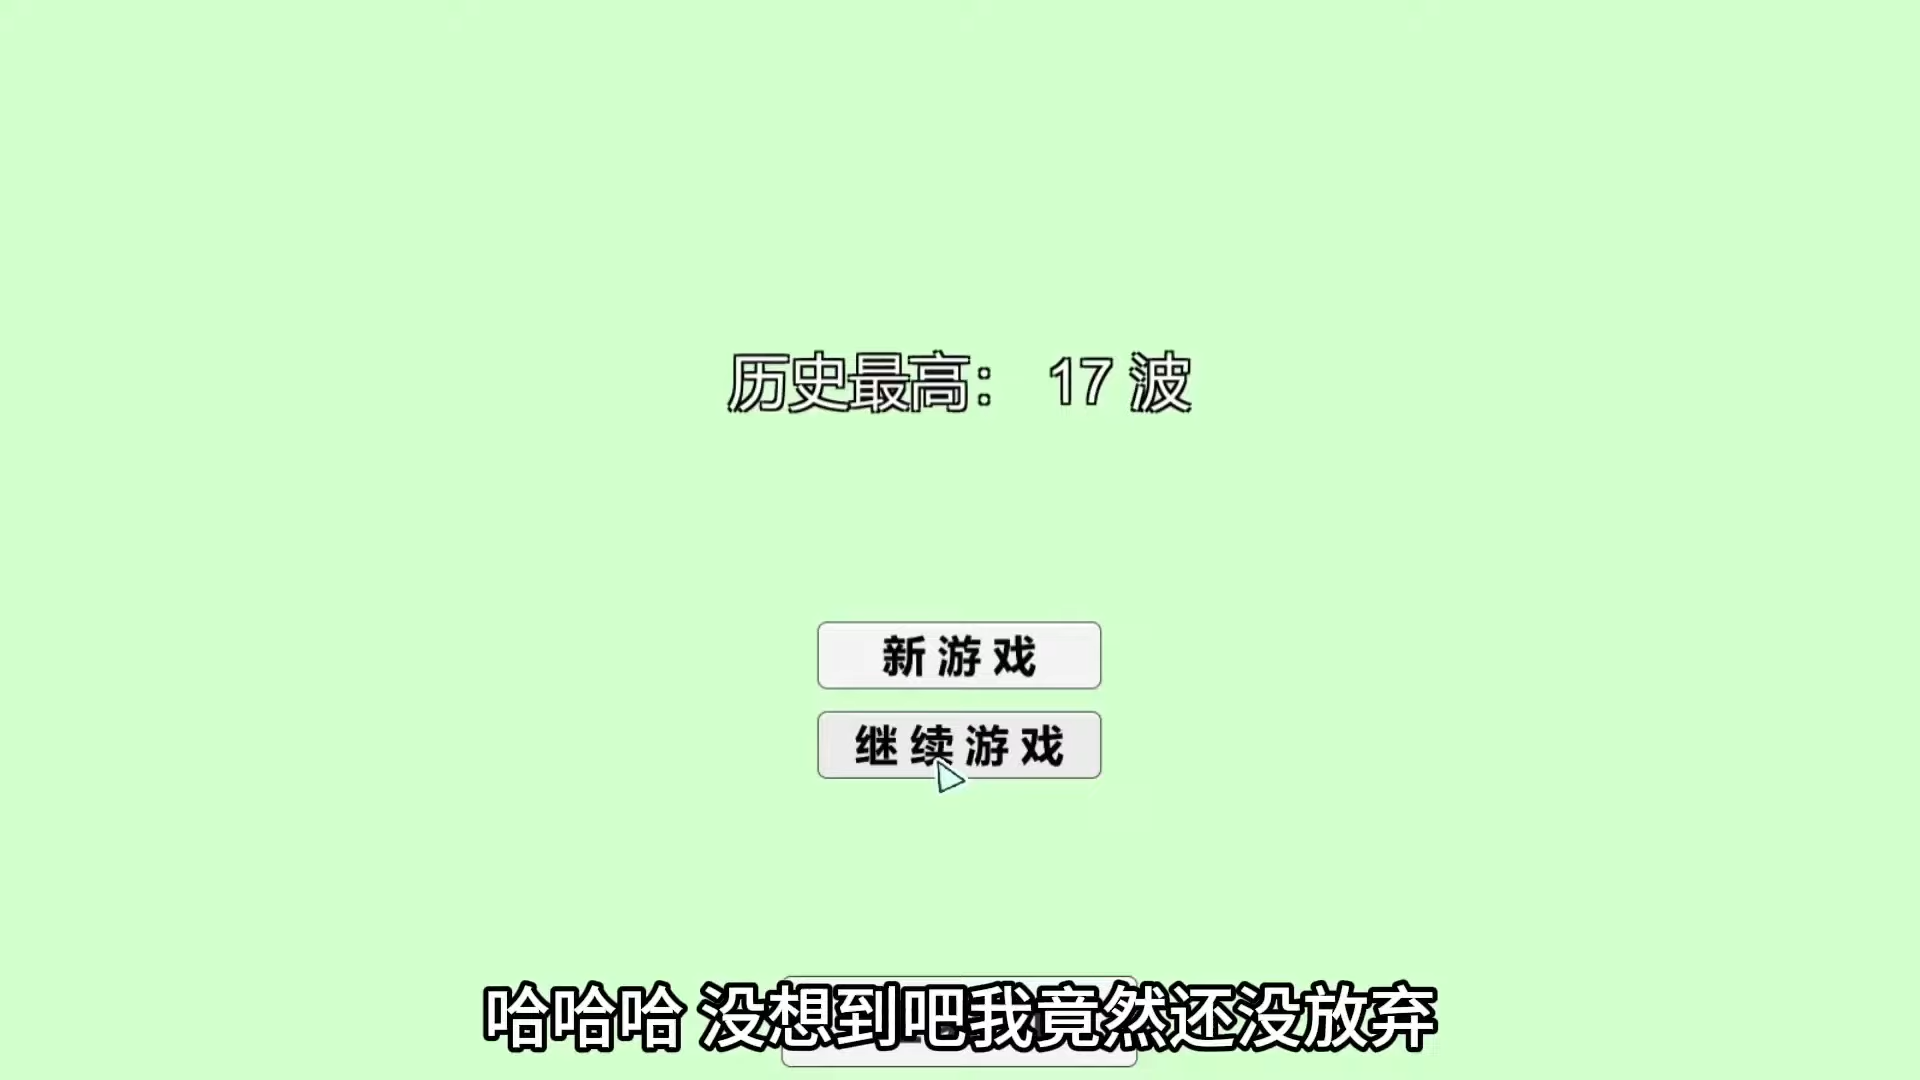 历史最高： 17 波
新游戏
继续游戏
哈哈哈 没想到吧我竟然还没放弃